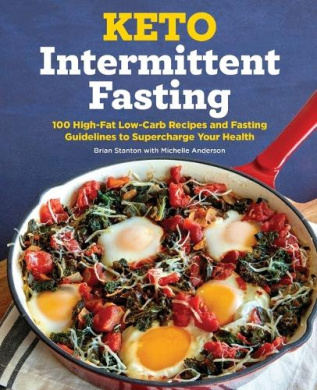 KETO
Intermittent
Fasting
100 High-Fat Low-Carb Recipes and Fasting
Guidelines to Supercharge Your Health
Brian Stanton with Michelle Anderson